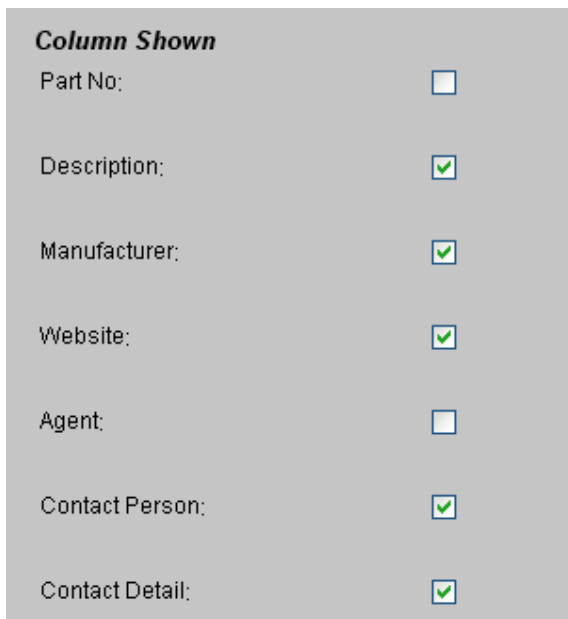 Column Shown
Part No:
Description:
Manufacturer:
Website:
Agent:
Contact Person:
Contact Detail: